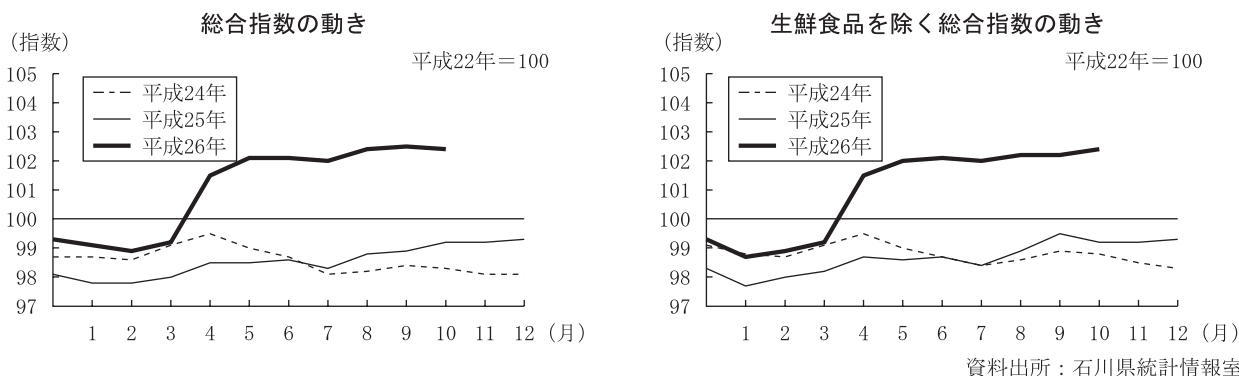 総合指数の動き
(指数)
平成22年＝100
105
104
103
102
101
100
99
98
97
平成24年
平成25年
平成26年
1 2 3 4 5 6 7 8 9 10 11 12 (月)
生鮮食品を除く総合指数の動き
(指数)
平成22年＝100
105
104
103
102
101
100
99
98
97
平成24年
平成25年
平成26年
1 2 3 4 5 6 7 8 9 10 11 12 (月)
資料出所：石川県統計情報室